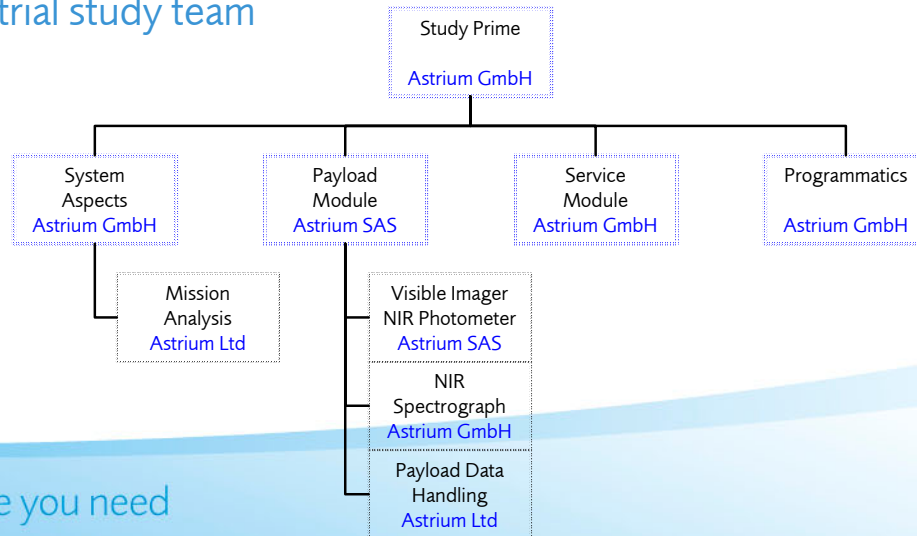 trial study team
Study Prime
Astrium GmbH
System
Aspects
Astrium GmbH
Payload
Module
Astrium SAS
Service
Module
Astrium GmbH
Programmatics
Astrium GmbH
Mission
Analysis
Astrium Ltd
Visible Imager
NIR Photometer
Astrium SAS
NIR
Spectrograph
Astrium GmbH
Payload Data
Handling
Astrium Ltd
e you need